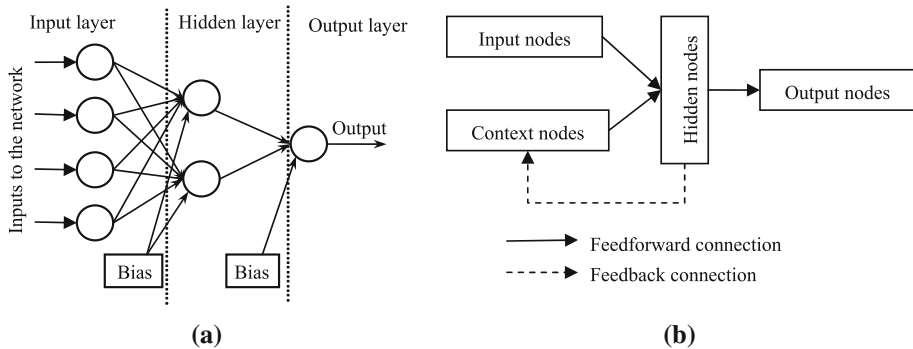 Input layer
Hidden layer
Output layer
Inputs to the network
Output
Bias
Bias
(a)
Input nodes
Context nodes
Hidden nodes
Output nodes
Feedforward connection
Feedback connection
(b)